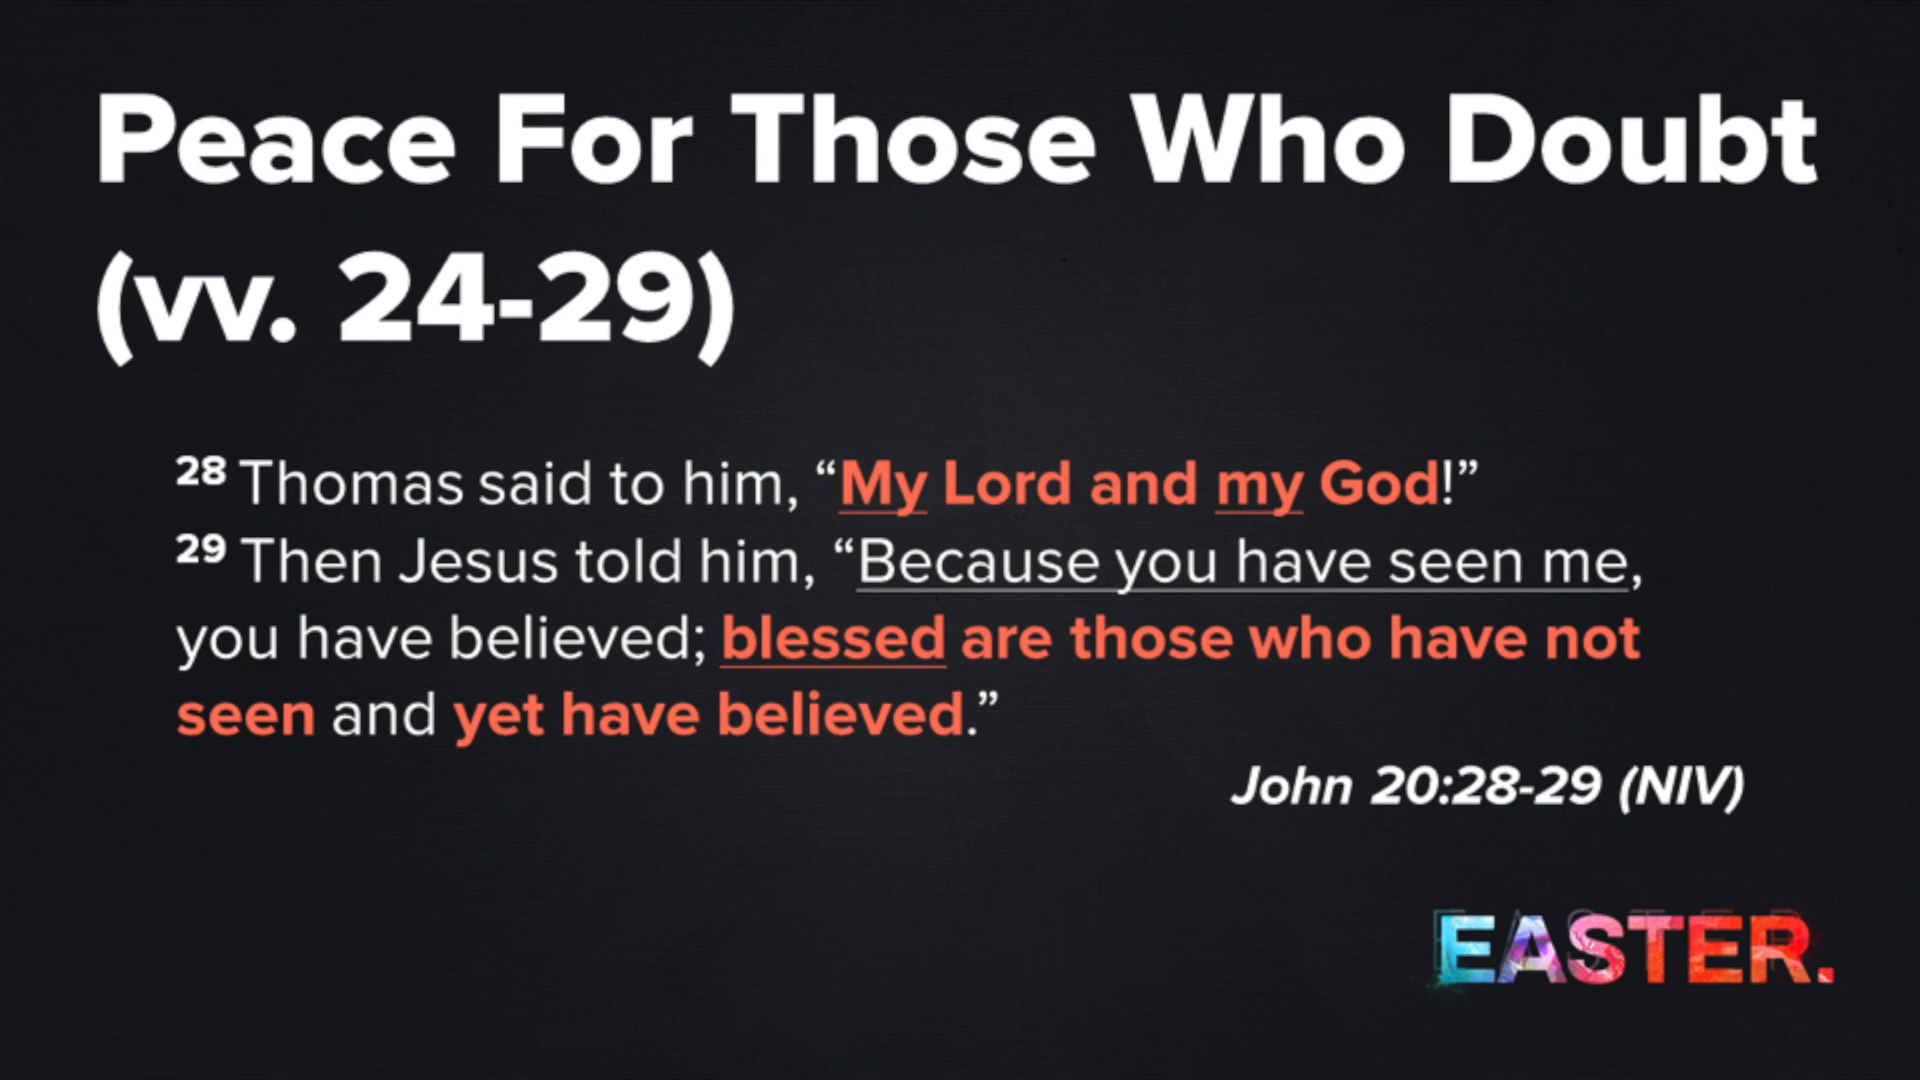 Peace For Those Who Doubt
(vv. 24-29)
28 Thomas said to him, “My Lord and my God!”
29 Then Jesus told him, “Because you have seen me,
you have believed; blessed are those who have not
seen and yet have believed.”
John 20:28-29 (NIV)
EASTER.